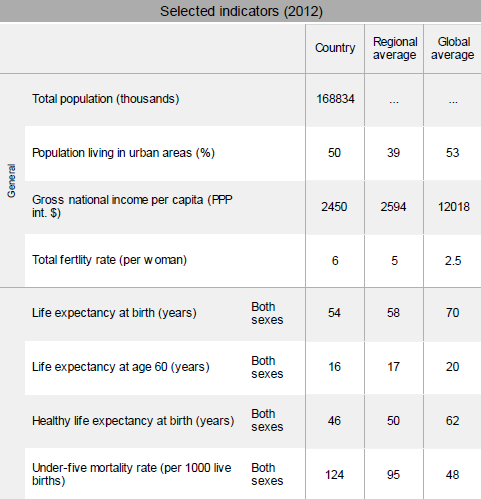 Selected indicators (2012)
Country
Regional
average
Global
average
General
Total population (thousands) 168834 ... ...
Population living in urban areas (%) 50 39 53
Gross national income per capita (PPP
int. $) 2450 2594 12018
Total fertlity rate (per woman) 6 5 2.5
Life expectancy at birth (years) Both
sexes 54 58 70
Life expectancy at age 60 (years) Both
sexes 16 17 20
Healthy life expectancy at birth (years) Both
sexes 46 50 62
Under-five mortality rate (per 1000 live
births) Both
sexes 124 95 48